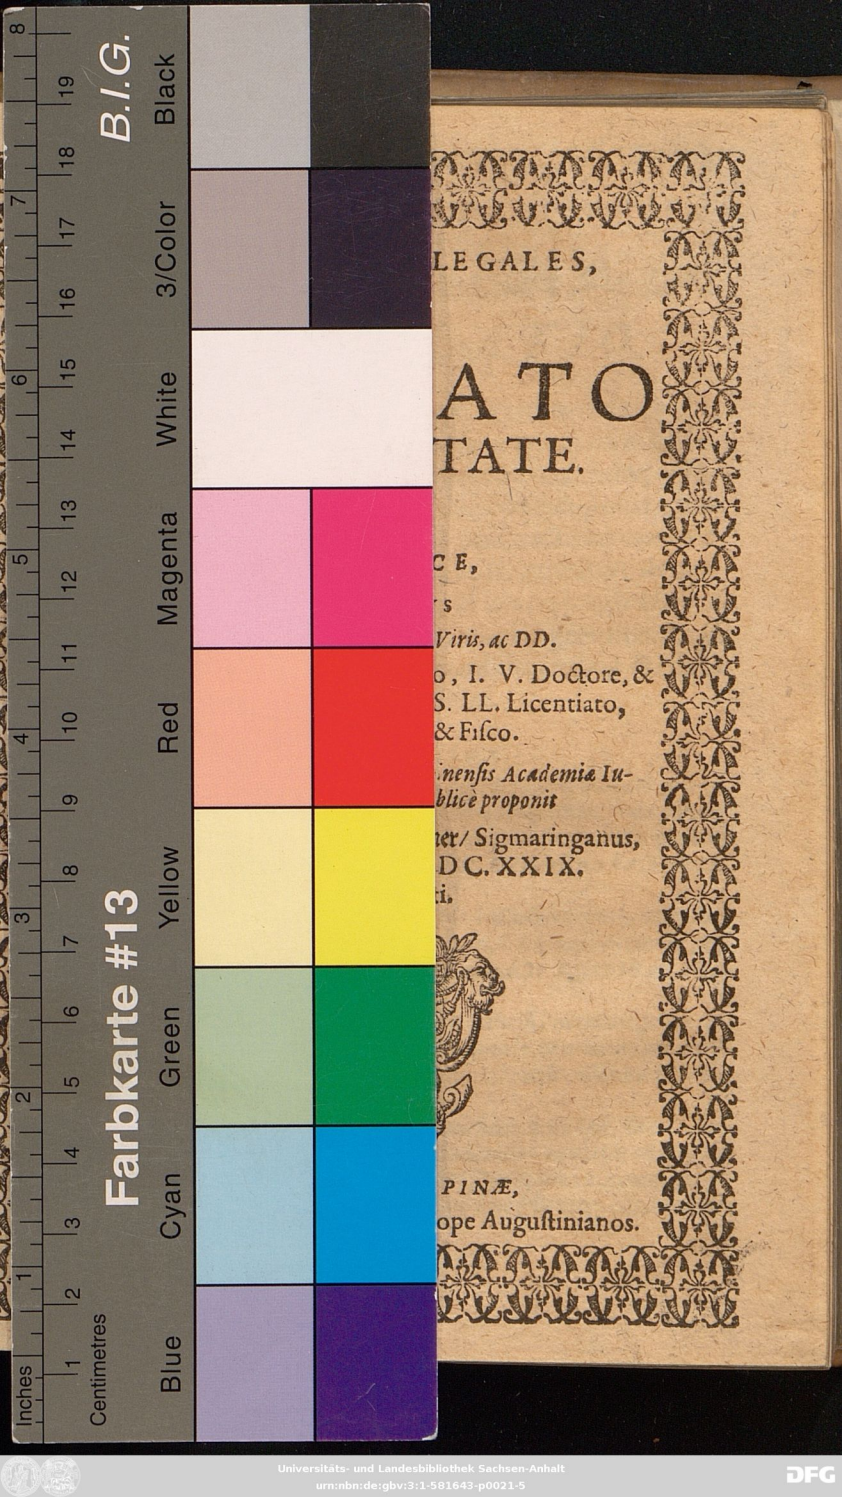 B.I.G.
Farbkarte #13
Black
3/Color
White
Magenta
Red
Yellow
Green
Cyan
Blue
Centimetres
Inches
8
7
6
5
4
3
2
1
19
18
17
16
15
14
13
12
11
10
9
8
7
6
5
4
3
2
1
LEGALES,
ATO
TATE.
CE,
VS
Viris, ac DD.
o, I. V. Doctore, &
S. LL. Licentiato,
& Fiſco.
nenſis Academiæ Iu-
blicè proponit
er/ Sigmaringanus,
DC. XXIX.
ti.
PINÆ,
ope Auguſtinianos.
Universitäts- und Landesbibliothek Sachsen-Anhalt
urn:nbn:de:gbv:3:1-581643-p0021-5
DFG